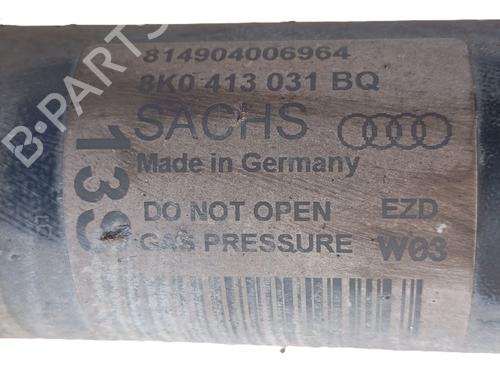 814904006964
8K0 413 031 BQ
SACHS
Made in Germany
DO NOT OPEN EZD
GAS PRESSURE W03
139
B-PARTS